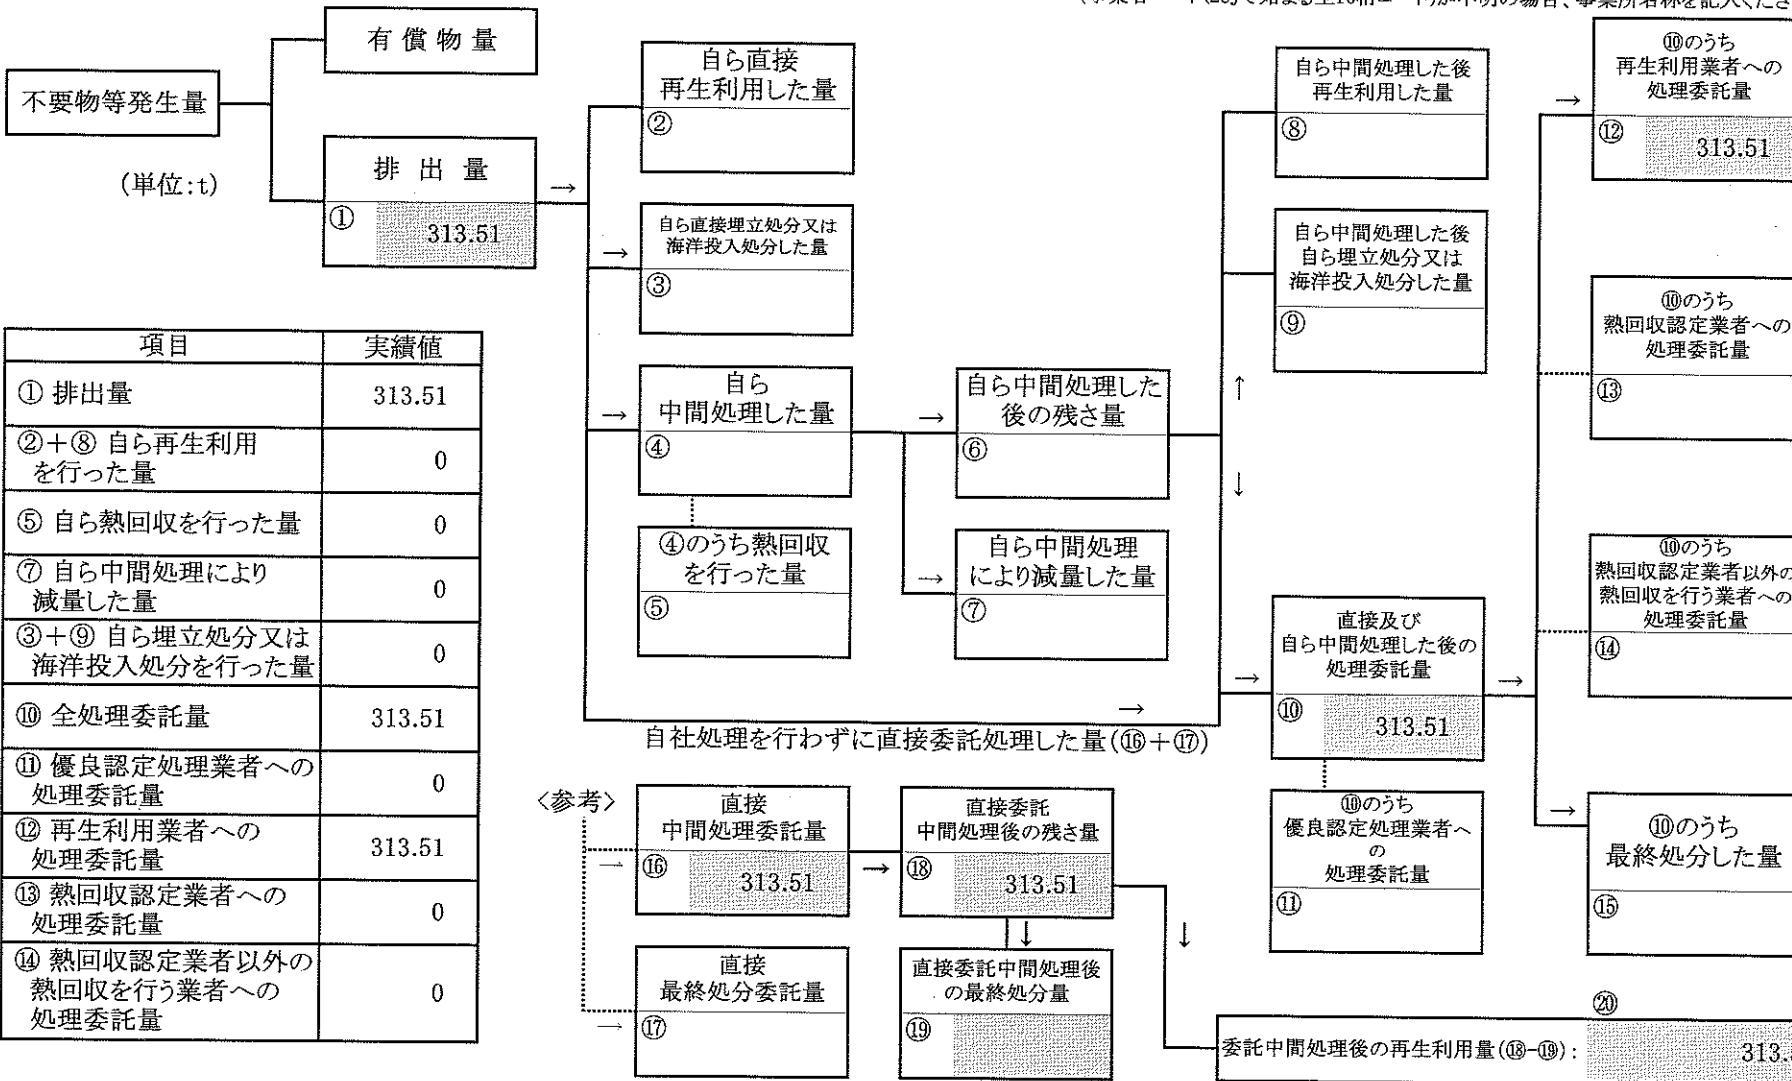 有償物量
不要物等発生量
(単位:t)
排出量
①
313.51
→
自ら直接
再生利用した量
②
→
自ら直接埋立処分又は
海洋投入処分した量
③
→
自ら
中間処理した量
④
④のうち熱回収
を行った量
⑤
→
自ら中間処理した
後の残さ量
⑥
→
自ら中間処理
により減量した量
⑦
自ら中間処理した後
再生利用した量
⑧
自ら中間処理した後
自ら埋立処分又は
海洋投入処分した量
⑨
↑
↓
→
自社処理を行わずに直接委託処理した量(⑯+⑰)
→
直接及び
自ら中間処理した後の
処理委託量
⑩
313.51
→
⑩のうち
優良認定処理業者へ
の
処理委託量
⑪
→
⑩のうち
再生利用業者への
処理委託量
⑫
313.51
⑩のうち
熱回収認定業者への
処理委託量
⑬
⑩のうち
熱回収認定業者以外の
熱回収を行う業者への
処理委託量
⑭
→
⑩のうち
最終処分した量
⑮
項目 実績値
① 排出量 313.51
②+⑧ 自ら再生利用
を行った量 0
⑤ 自ら熱回収を行った量 0
⑦ 自ら中間処理により
減量した量 0
③+⑨ 自ら埋立処分又は
海洋投入処分を行った量 0
⑩ 全処理委託量 313.51
⑪ 優良認定処理業者への
処理委託量 0
⑫ 再生利用業者への
処理委託量 313.51
⑬ 熱回収認定業者への
処理委託量 0
⑭ 熱回収認定業者以外の
熱回収を行う業者への
処理委託量 0
〈参考〉
→
直接
中間処理委託量
⑯
313.51
→
直接委託
中間処理後の残さ量
⑱
313.51
↓
↓
→
直接
最終処分委託量
⑰
直接委託中間処理後
の最終処分量
⑲
⑳
委託中間処理後の再生利用量(⑱-⑲):
313.